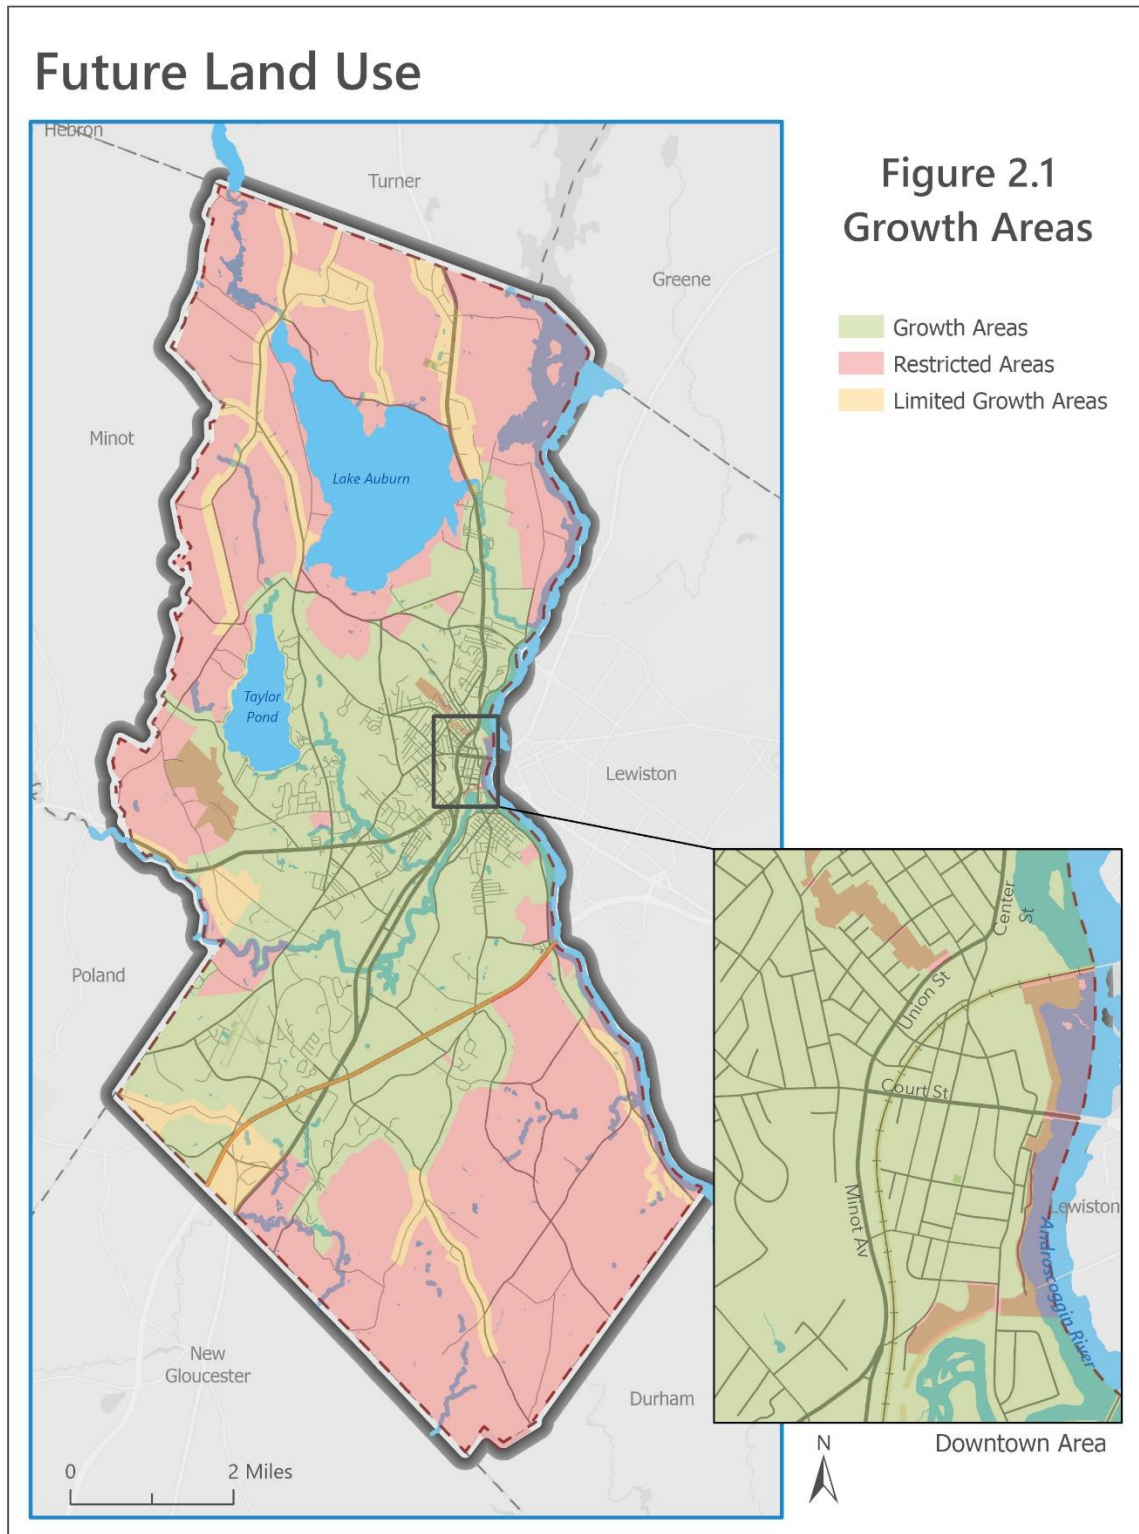 Future Land Use
Hebron
Turner
Greene
Minot
Lake Auburn
Taylor
Pond
Lewiston
Poland
New
Gloucester
Durham
0 2 Miles
Figure 2.1
Growth Areas
Growth Areas
Restricted Areas
Limited Growth Areas
Center
St
Union St
Court St
Minot Av
Lewiston
Androscoggin River
N
Downtown Area